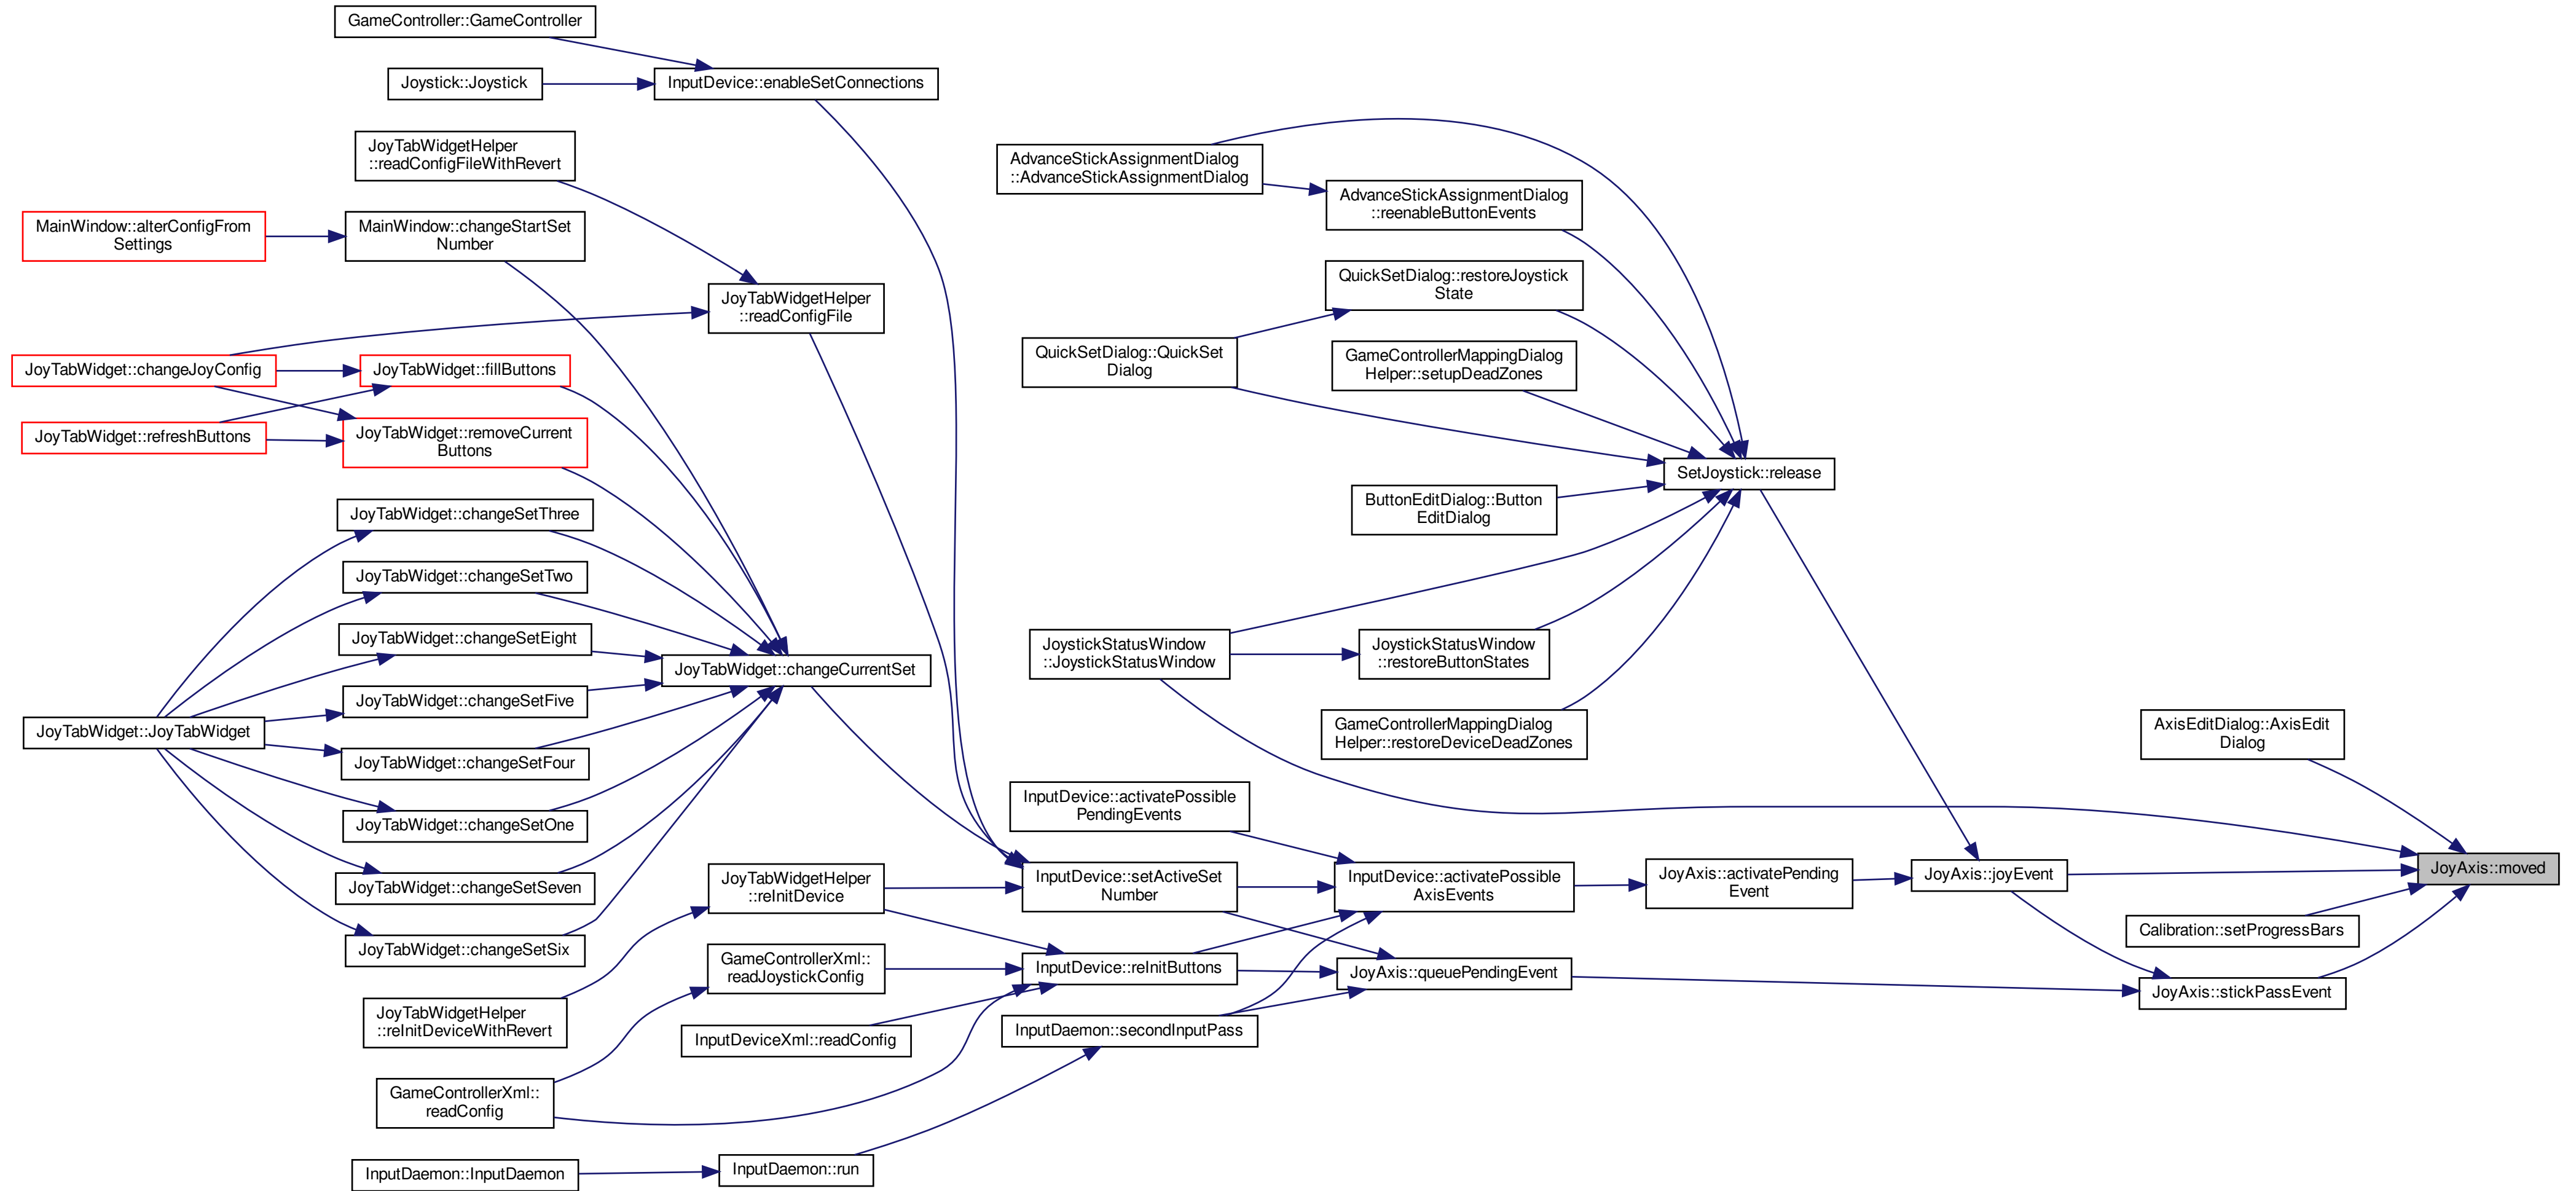 GameController::GameController
Joystick::Joystick
InputDevice::enableSetConnections
JoyTabWidgetHelper
::readConfigFileWithRevert
MainWindow::alterConfigFrom
Settings
MainWindow::changeStartSet
Number
JoyTabWidgetHelper
::readConfigFile
JoyTabWidget::changeJoyConfig
JoyTabWidget::fillButtons
JoyTabWidget::refreshButtons
JoyTabWidget::removeCurrent
Buttons
JoyTabWidget::changeSetThree
JoyTabWidget::changeSetTwo
JoyTabWidget::changeSetEight
JoyTabWidget::changeSetFive
JoyTabWidget::JoyTabWidget
JoyTabWidget::changeSetFour
JoyTabWidget::changeSetOne
JoyTabWidget::changeSetSeven
JoyTabWidget::changeSetSix
JoyTabWidget::changeCurrentSet
JoyTabWidgetHelper
::reInitDevice
JoyTabWidgetHelper
::reInitDeviceWithRevert
GameControllerXml::
readJoystickConfig
InputDeviceXml::readConfig
GameControllerXml::
readConfig
InputDaemon::InputDaemon
InputDaemon::run
AdvanceStickAssignmentDialog
::AdvanceStickAssignmentDialog
AdvanceStickAssignmentDialog
::reenableButtonEvents
QuickSetDialog::restoreJoystick
State
QuickSetDialog::QuickSet
Dialog
GameControllerMappingDialog
Helper::setupDeadZones
SetJoystick::release
ButtonEditDialog::Button
EditDialog
JoystickStatusWindow
::JoystickStatusWindow
JoystickStatusWindow
::restoreButtonStates
GameControllerMappingDialog
Helper::restoreDeviceDeadZones
InputDevice::activatePossible
PendingEvents
InputDevice::setActiveSet
Number
InputDevice::activatePossible
AxisEvents
InputDevice::reInitButtons
JoyAxis::queuePendingEvent
InputDaemon::secondInputPass
JoyAxis::activatePending
Event
JoyAxis::joyEvent
AxisEditDialog::AxisEdit
Dialog
JoyAxis::moved
Calibration::setProgressBars
JoyAxis::stickPassEvent